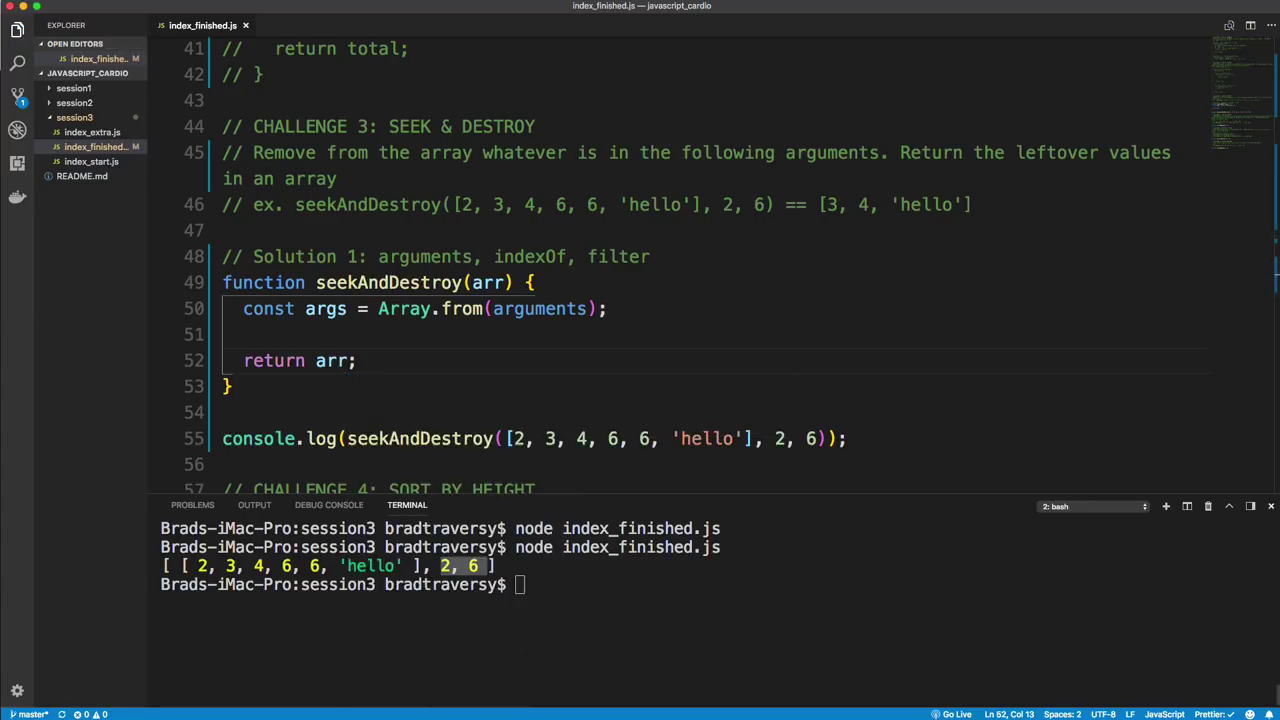 index_finished.js — javascript_cardio
EXPLORER
index_finished.js ×
OPEN EDITORS
index_finishe.. M
JAVASCRIPT_CARDIO
session1
session2
session3
index_extra.js
index_finished... M
index_start.js
README.md
41 //   return total;
42 // }
43
44 // CHALLENGE 3: SEEK & DESTROY
45 // Remove from the array whatever is in the following arguments. Return the leftover values
in an array
46 // ex. seekAndDestroy([2, 3, 4, 6, 6, 'hello'], 2, 6) == [3, 4, 'hello']
47
48 // Solution 1: arguments, indexOf, filter
49 function seekAndDestroy(arr) {
50   const args = Array.from(arguments);
51
52   return arr;
53 }
54
55 console.log(seekAndDestroy([2, 3, 4, 6, 6, 'hello'], 2, 6));
56
57 // CHALLENGE 4: SORT BY HEIGHT
PROBLEMS OUTPUT DEBUG CONSOLE TERMINAL 2: bash
Brads-iMac-Pro:session3 bradtraversy$ node index_finished.js
Brads-iMac-Pro:session3 bradtraversy$ node index_finished.js
[ [ 2, 3, 4, 6, 6, 'hello' ], 2, 6 ]
Brads-iMac-Pro:session3 bradtraversy$
1
master* 0 0 Go Live Ln 52, Col 13 Spaces: 2 UTF-8 LF JavaScript Prettier: ✓